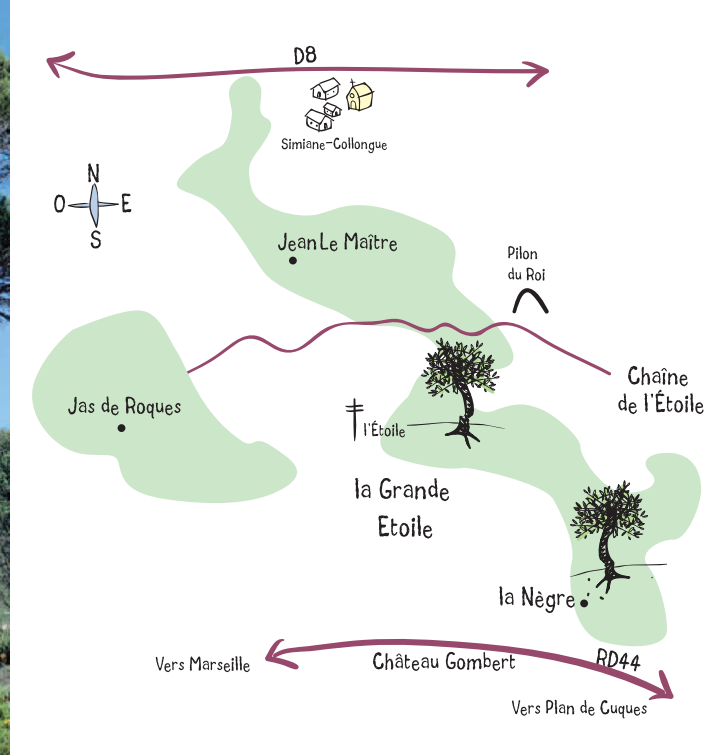 D8
Simiane-Collongue
N
O
E
S
Jean Le Maître
Pilon
du Roi
Chaîne
de l'Étoile
Jas de Roques
l'Étoile
la Grande
Etoile
la Nègre
Vers Marseille
Château Gombert
RD44
Vers Plan de Cuques